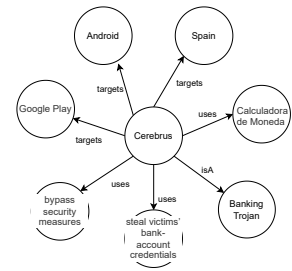 Android
Spain
targets
targets
Google Play
uses
Calculadora
de Moneda
Cerebrus
targets
isA
uses
uses
bypass
security
measures
steal victims'
bank-
account
credentials
Banking
Trojan